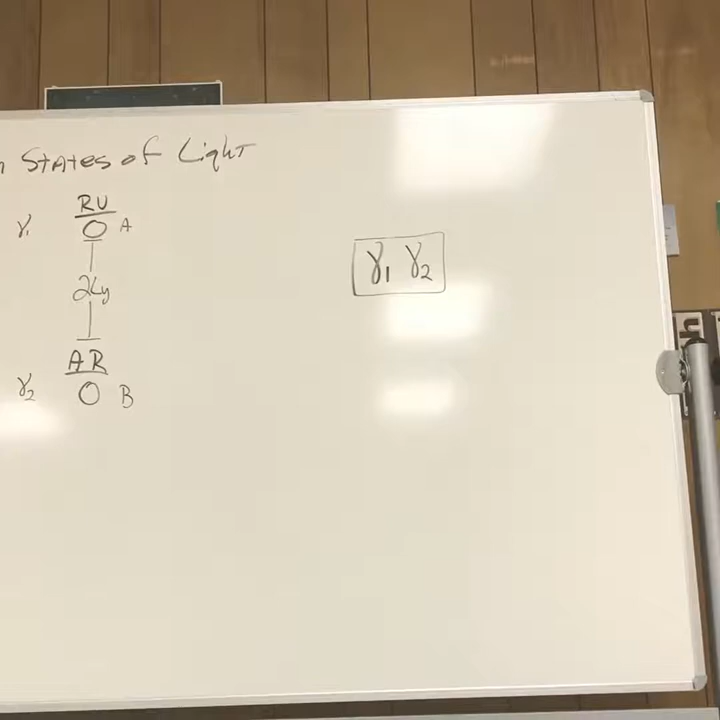 n States of Light
γ₁ RU
O A
2Ly
AR
γ₂ O B
γ₁ γ₂